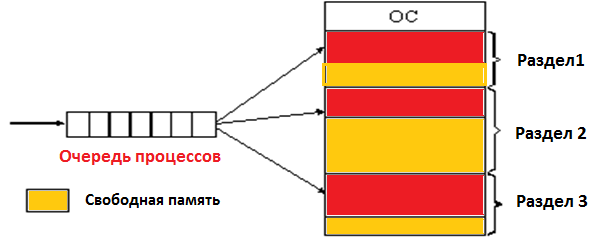 ОС
Раздел1
Раздел 2
Очередь процессов
Раздел 3
Свободная память